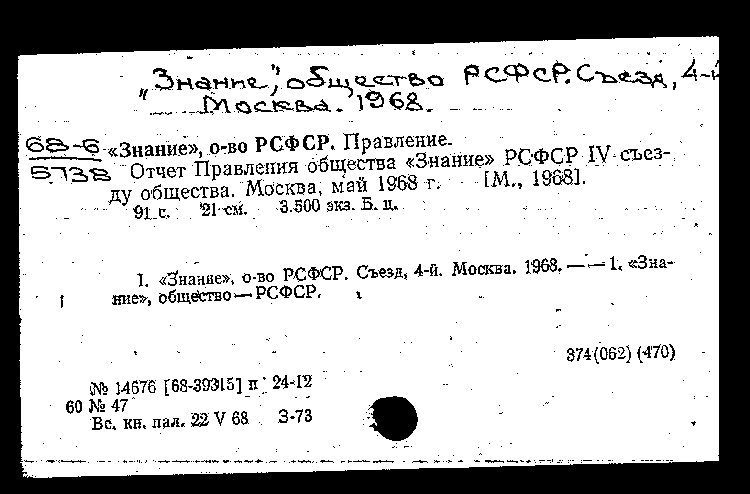 „Знание", общество РСФСР. Съезд, 4-й
Москва. 1968.
68-6
5738
«Знание», о-во РСФСР. Правление.
Отчет Правления общества «Знание» РСФСР IV съез-
ду общества. Москва, май 1968 г. [М., 1968].
91 с. 21 см. 3.500 экз. Б. ц.
I. «Знание», о-во РСФСР. Съезд, 4-й. Москва. 1968. — — 1. «Зна-
ние», общество — РСФСР.
374(062) (470)
№ 14676 [68-39315] п 24-12
60 № 47
Вс. кн. пал. 22 V 68 З-73